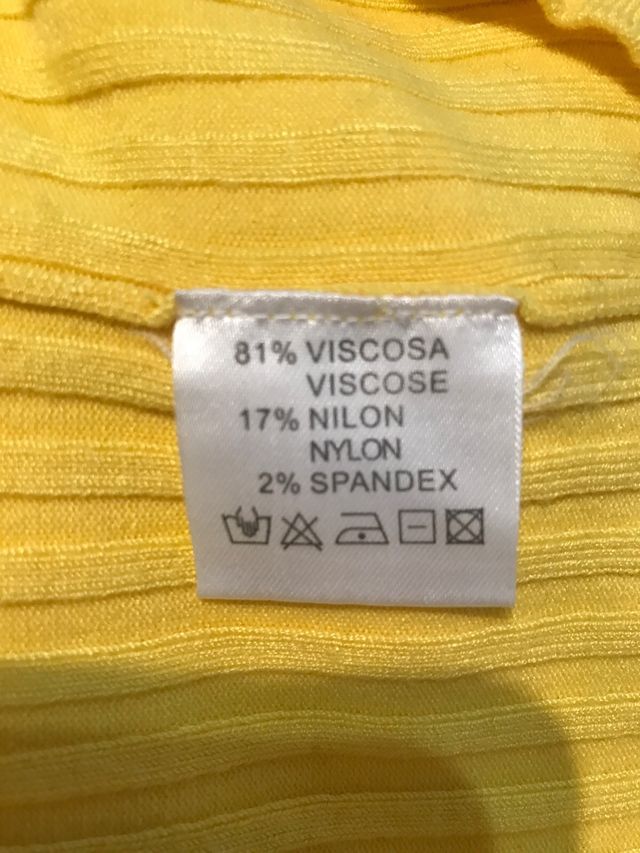 81% VISCOSA
VISCOSE
17% NILON
NYLON
2% SPANDEX